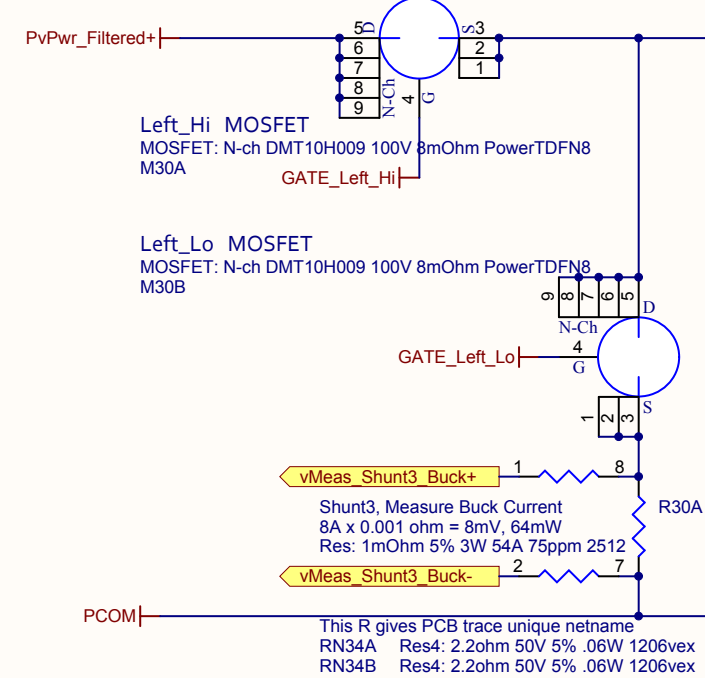 PvPwr_Filtered+
5 D
6
7
8
9
N-Ch
4
G
S 3
2
1
Left_Hi MOSFET
MOSFET: N-ch DMT10H009 100V 8mOhm PowerTDFN8
M30A
GATE_Left_Hi
Left_Lo MOSFET
MOSFET: N-ch DMT10H009 100V 8mOhm PowerTDFN8
M30B
9 8 7 6 5
D
N-Ch
GATE_Left_Lo
4
G
1 2 3
S
vMeas_Shunt3_Buck+
1
8
Shunt3, Measure Buck Current
R30A
8A x 0.001 ohm = 8mV, 64mW
Res: 1mOhm 5% 3W 54A 75ppm 2512
vMeas_Shunt3_Buck-
2
7
PCOM
This R gives PCB trace unique netname
RN34A Res4: 2.2ohm 50V 5% .06W 1206vex
RN34B Res4: 2.2ohm 50V 5% .06W 1206vex